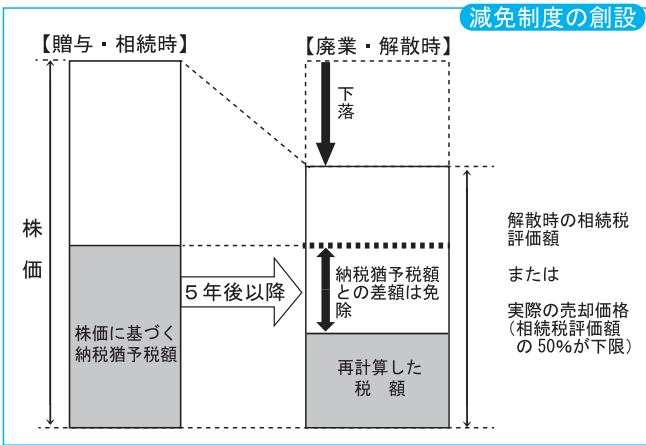 減免制度の創設
【贈与・相続時】
【廃業・解散時】
下
落
株
価
5年後以降
株価に基づく
納税猶予税額
納税猶予税額
との差額は免
除
再計算した
税　額
解散時の相続税
評価額
または
実際の売却価格
(相続税評価額
の50%が下限)